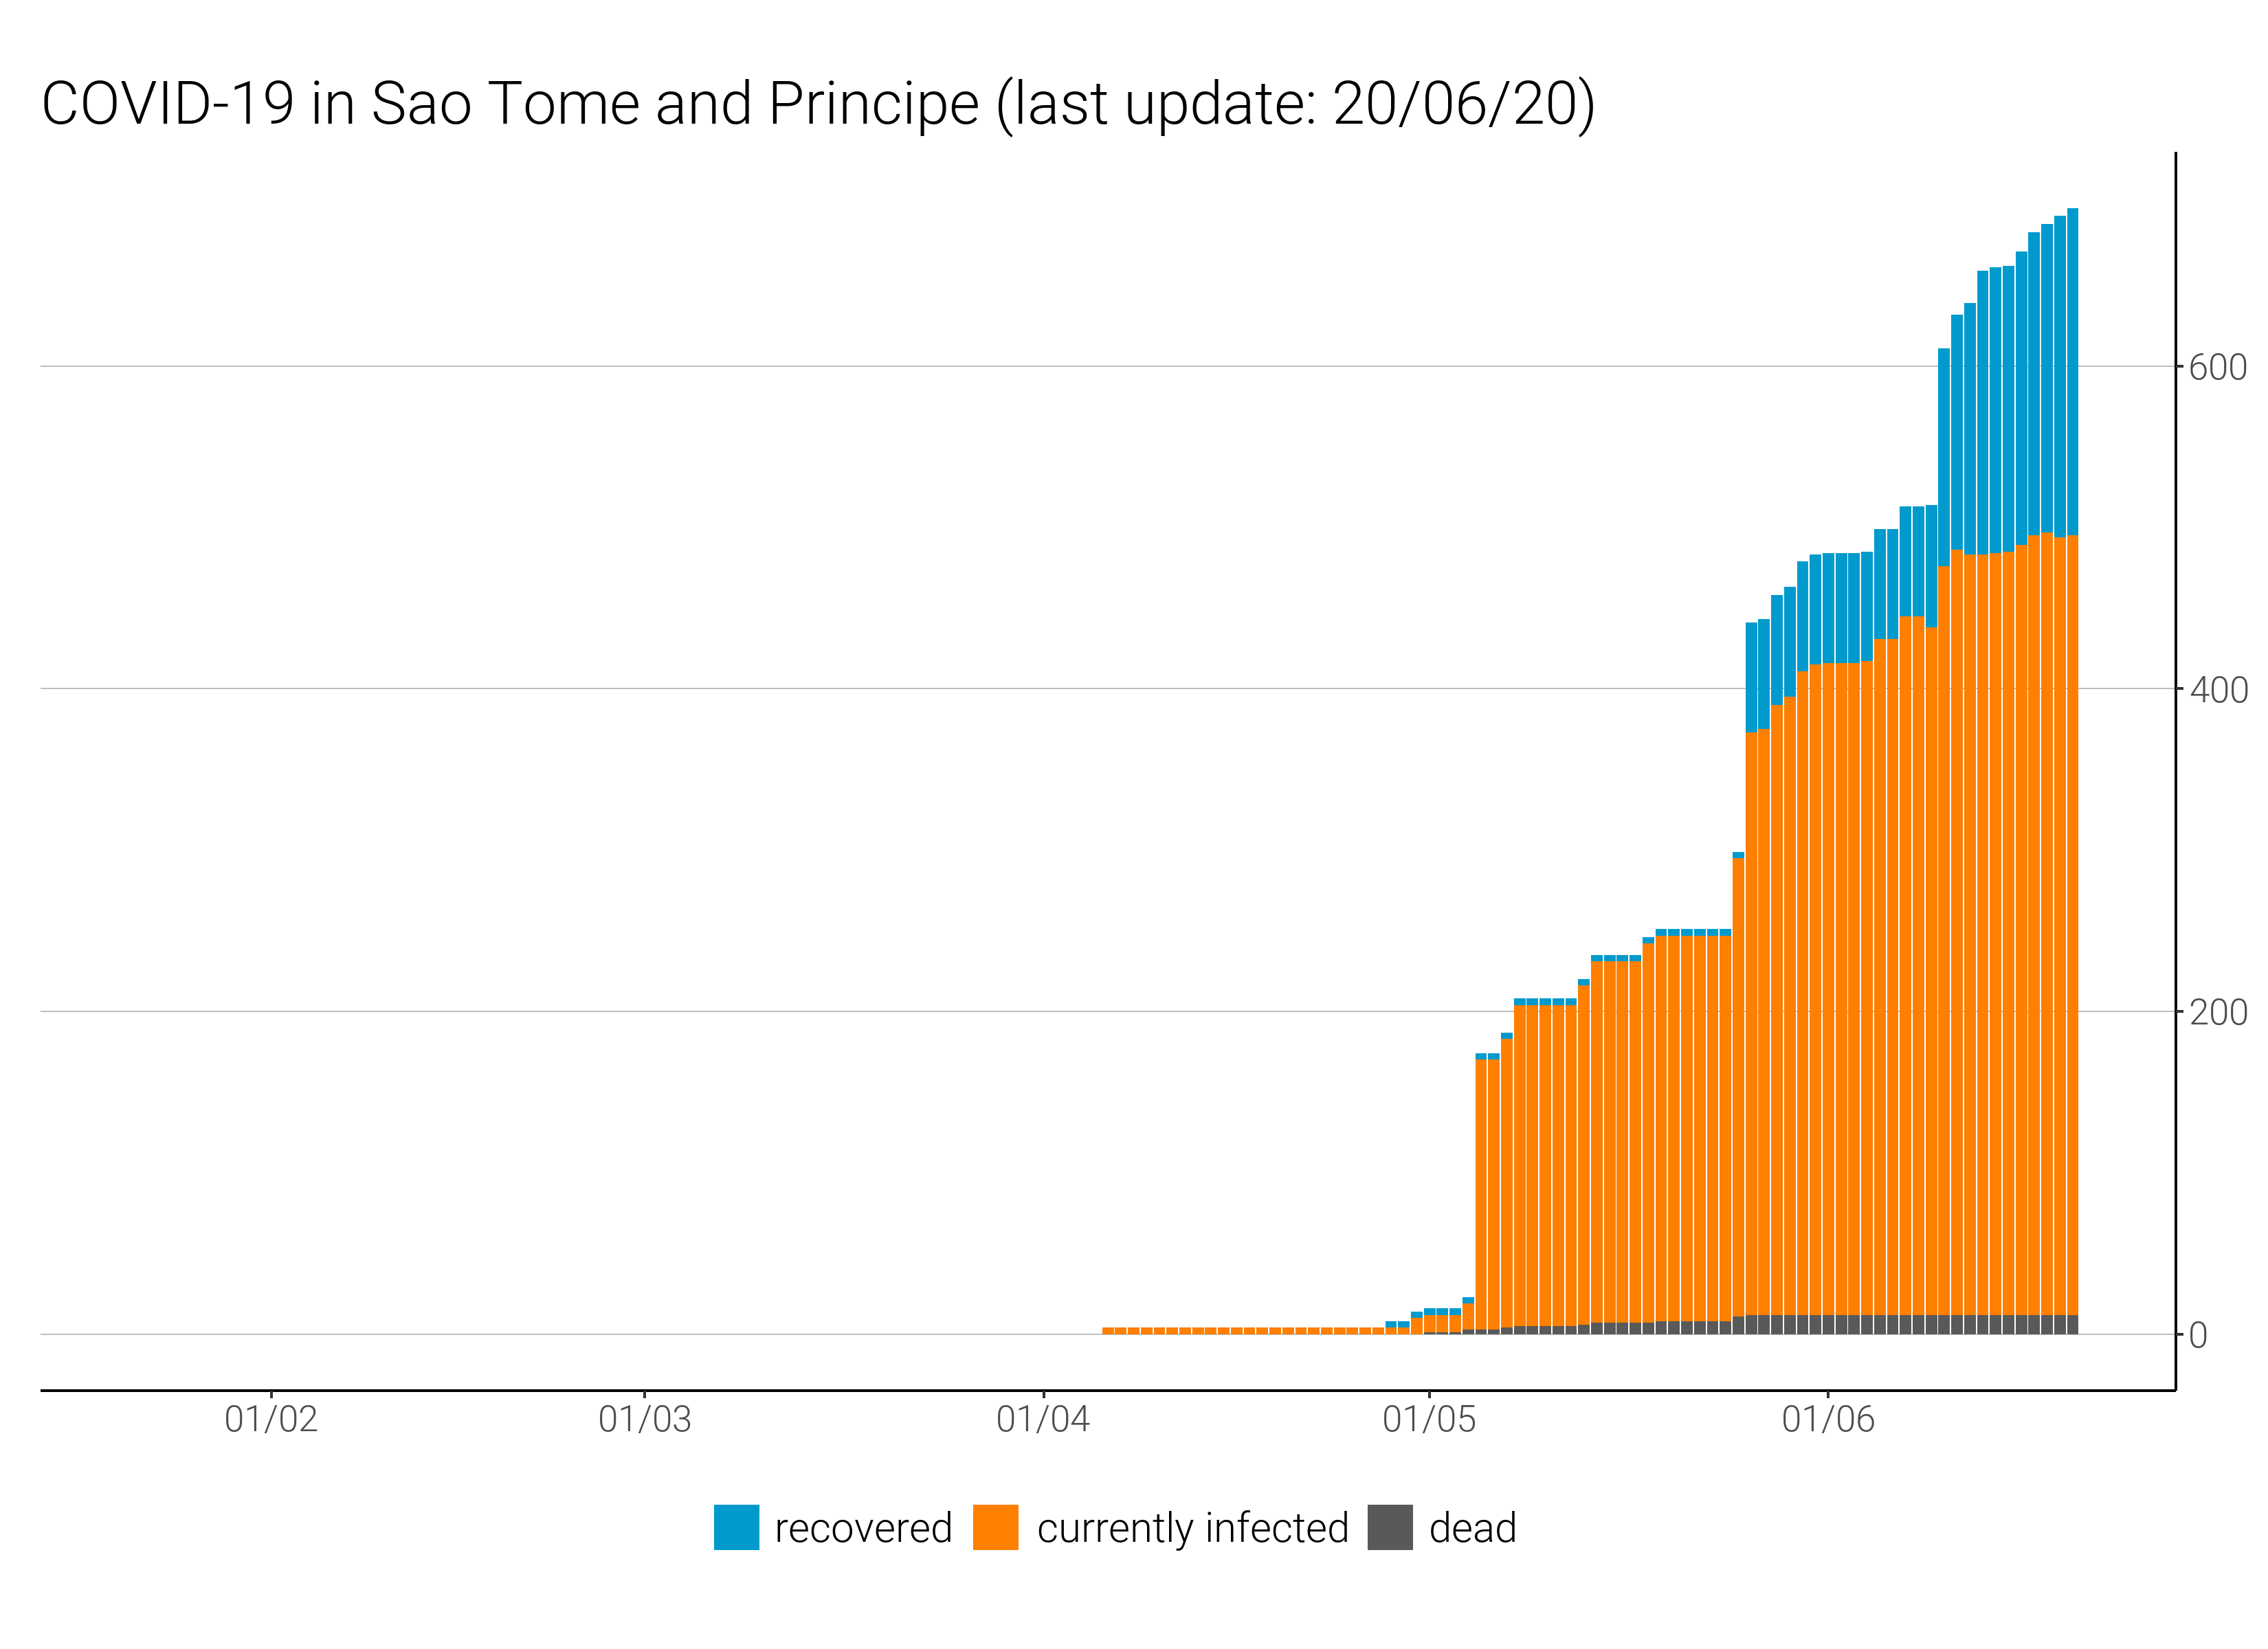 COVID-19 in Sao Tome and Principe (last update: 20/06/20)
600
400
200
0
01/02 01/03 01/04 01/05 01/06
recovered currently infected dead